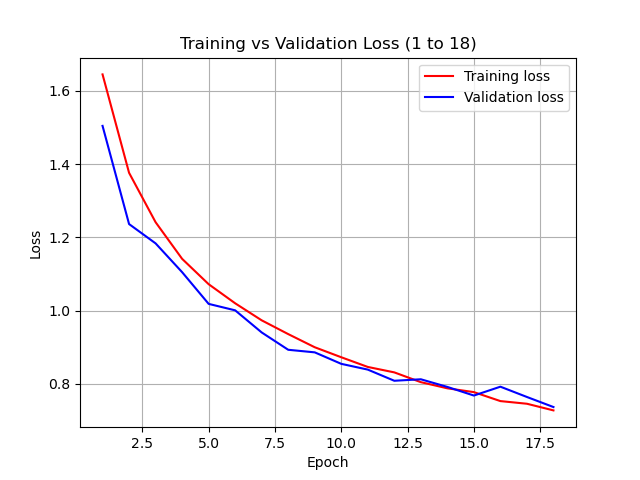 Training vs Validation Loss (1 to 18)
Training loss
Validation loss
1.6
1.4
1.2
1.0
0.8
Loss
2.5 5.0 7.5 10.0 12.5 15.0 17.5
Epoch